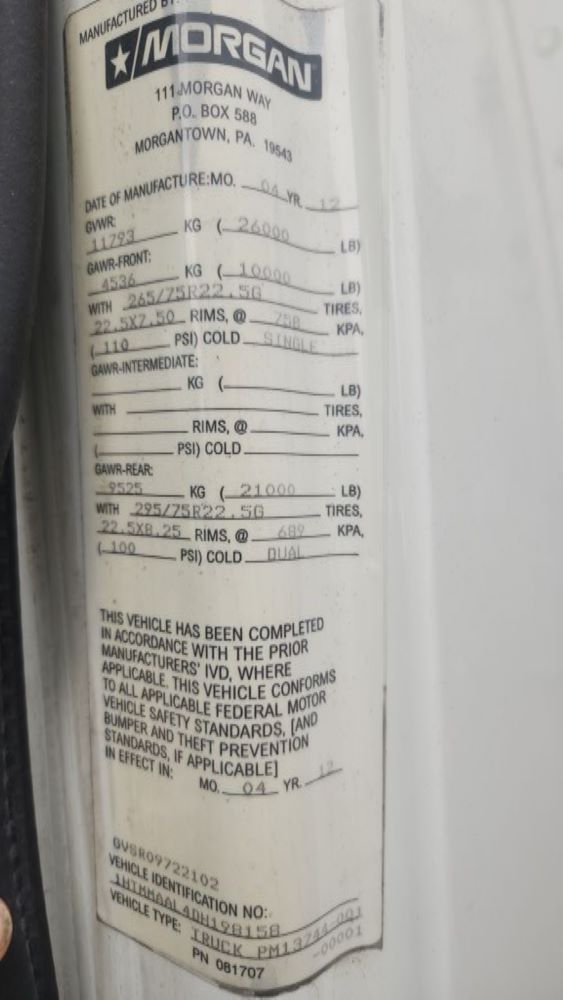 MANUFACTURED BY:
MORGAN
111 MORGAN WAY
P.O. BOX 588
MORGANTOWN, PA. 19543
DATE OF MANUFACTURE: MO. 04 YR. 12
GVWR:
11793 KG ( 26000 LB)
GAWR-FRONT:
4536 KG ( 10000 LB)
WITH 265/75R22.5G TIRES,
22.5X7.50 RIMS, @ 758 KPA,
( 110 PSI) COLD SINGLE
GAWR-INTERMEDIATE:
KG ( LB)
WITH TIRES,
RIMS, @ KPA,
( PSI) COLD
GAWR-REAR:
9525 KG ( 21000 LB)
WITH 295/75R22.5G TIRES,
22.5X8.25 RIMS, @ 689 KPA,
( 100 PSI) COLD DUAL
THIS VEHICLE HAS BEEN COMPLETED
IN ACCORDANCE WITH THE PRIOR
MANUFACTURERS' IVD, WHERE
APPLICABLE. THIS VEHICLE CONFORMS
TO ALL APPLICABLE FEDERAL MOTOR
VEHICLE SAFETY STANDARDS, [AND
BUMPER AND THEFT PREVENTION
STANDARDS, IF APPLICABLE]
IN EFFECT IN:
MO. 04 YR. 12
GVSR09722102
VEHICLE IDENTIFICATION NO:
1HTMMAAL4DH198158
VEHICLE TYPE: TRUCK PM13744-001
-00001
PN 081707